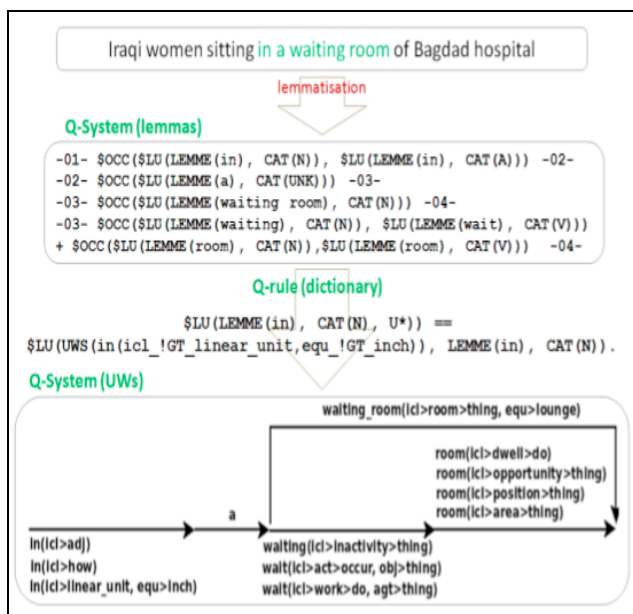 Iraqi women sitting in a waiting room of Bagdad hospital
lemmatisation
Q-System (lemmas)
-01- $OCC($LU(LEMME(in), CAT(N)), $LU(LEMME(in), CAT(A))) -02-
-02- $OCC($LU(LEMME(a), CAT(UNK))) -03-
-03- $OCC($LU(LEMME(waiting room), CAT(N))) -04-
-03- $OCC($LU(LEMME(waiting), CAT(N)), $LU(LEMME(wait), CAT(V)))
+ $OCC($LU(LEMME(room), CAT(N)),$LU(LEMME(room), CAT(V))) -04-
Q-rule (dictionary)
$LU(LEMME(in), CAT(N), U*)) ==
$LU(UWS(in(icl_!GT_linear_unit,equ_!GT_inch)), LEMME(in), CAT(N)).
Q-System (UWs)
waiting_room(icl>room>thing, equ>lounge)
room(icl>dwell>do)
room(icl>opportunity>thing)
room(icl>position>thing)
room(icl>area>thing)
a
in(icl>adj)
in(icl>how)
in(icl>linear_unit, equ>inch)
waiting(icl>inactivity>thing)
wait(icl>act>occur, obj>thing)
wait(icl>work>do, agt>thing)